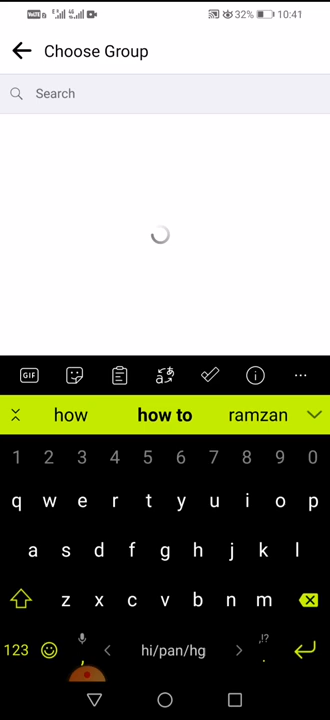 32% 10:41
Choose Group
Search
GIF
how how to ramzan
1 2 3 4 5 6 7 8 9 0
q w e r t y u i o p
a s d f g h j k l
z x c v b n m
123 , hi/pan/hg ,!? .